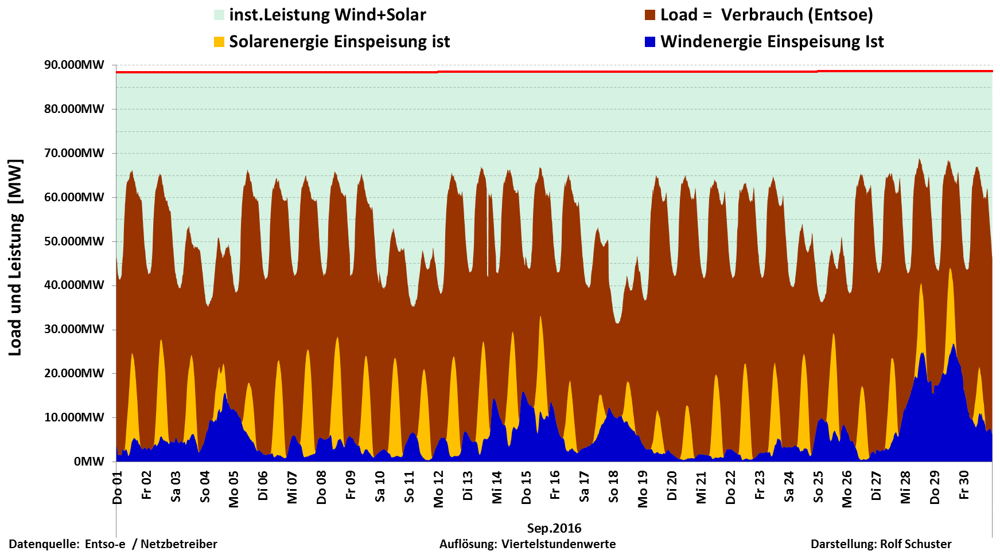 inst.Leistung Wind+Solar
Load =  Verbrauch (Entsoe)
Solarenergie Einspeisung ist
Windenergie Einspeisung Ist
Load und Leistung  [MW]
90.000MW
80.000MW
70.000MW
60.000MW
50.000MW
40.000MW
30.000MW
20.000MW
10.000MW
0MW
Do 01
Fr 02
Sa 03
So 04
Mo 05
Di 06
Mi 07
Do 08
Fr 09
Sa 10
So 11
Mo 12
Di 13
Mi 14
Do 15
Fr 16
Sa 17
So 18
Mo 19
Di 20
Mi 21
Do 22
Fr 23
Sa 24
So 25
Mo 26
Di 27
Mi 28
Do 29
Fr 30
Sep.2016
Datenquelle: Entso-e  / Netzbetreiber
Auflösung: Viertelstundenwerte
Darstellung: Rolf Schuster